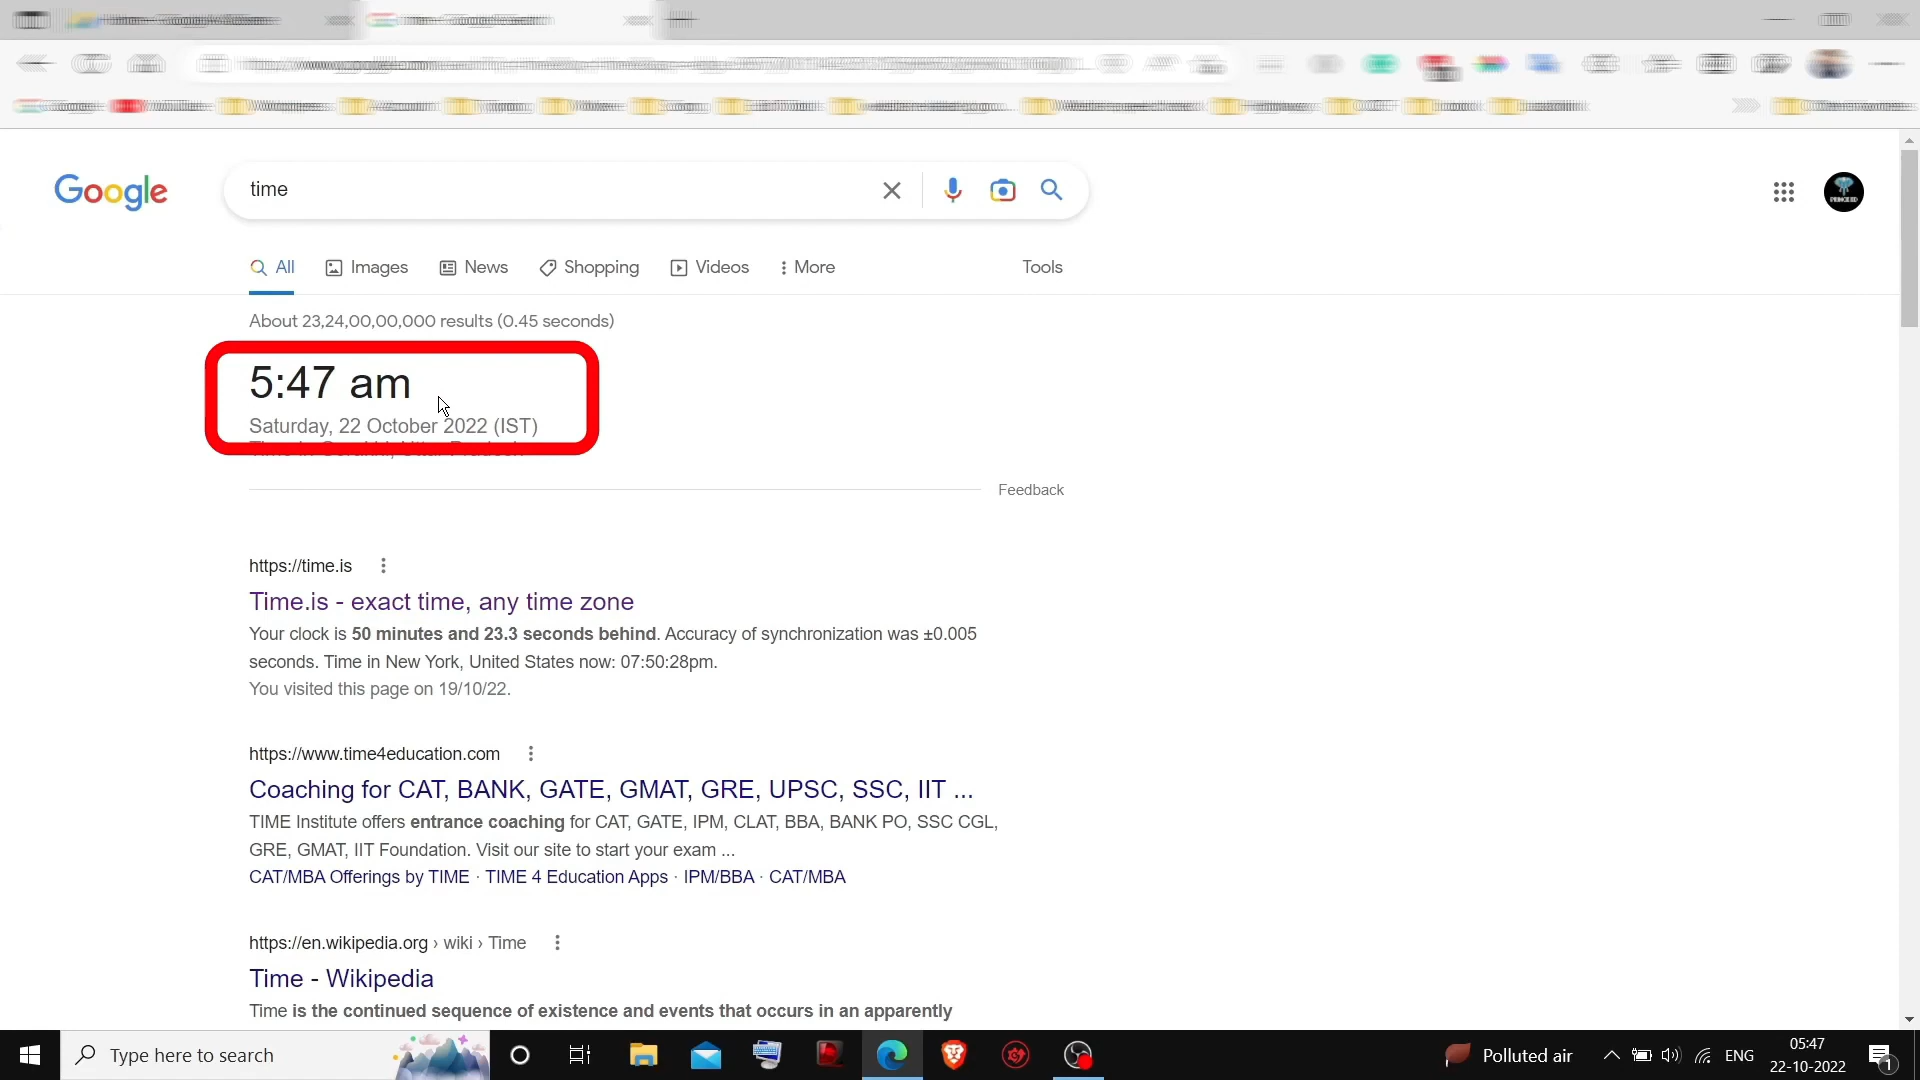 Google
time
All
Images
News
Shopping
Videos
More
Tools
About 23,24,00,00,000 results (0.45 seconds)
5:47 am
Saturday, 22 October 2022 (IST)
Feedback
https://time.is
Time.is - exact time, any time zone
Your clock is 50 minutes and 23.3 seconds behind. Accuracy of synchronization was ±0.005
seconds. Time in New York, United States now: 07:50:28pm.
You visited this page on 19/10/22.
https://www.time4education.com
Coaching for CAT, BANK, GATE, GMAT, GRE, UPSC, SSC, IIT ...
TIME Institute offers entrance coaching for CAT, GATE, IPM, CLAT, BBA, BANK PO, SSC CGL,
GRE, GMAT, IIT Foundation. Visit our site to start your exam ...
CAT/MBA Offerings by TIME · TIME 4 Education Apps · IPM/BBA · CAT/MBA
https://en.wikipedia.org › wiki › Time
Time - Wikipedia
Time is the continued sequence of existence and events that occurs in an apparently
Type here to search
Polluted air
ENG
05:47
22-10-2022
1